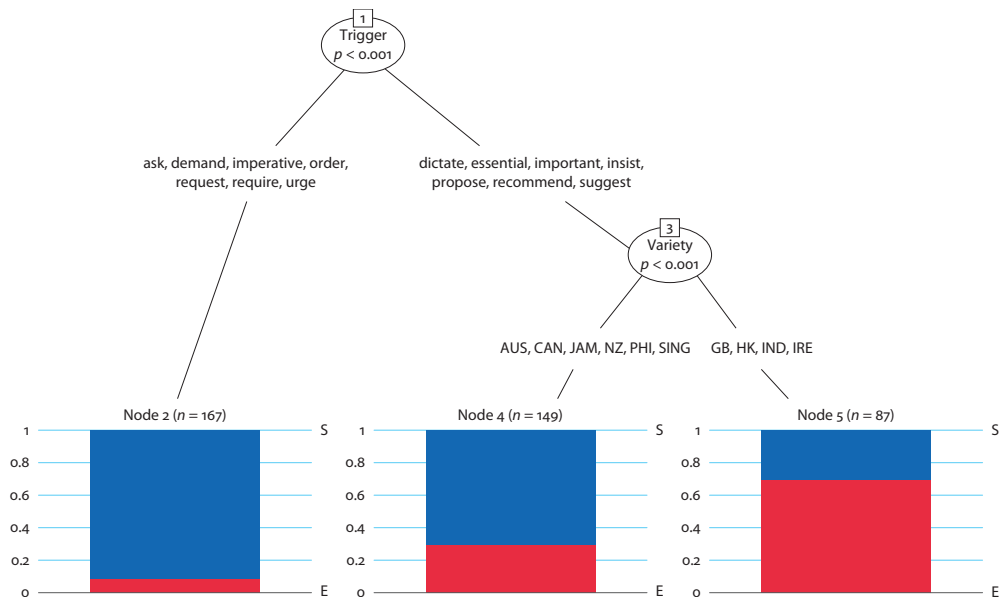 1
Trigger
p < 0.001
ask, demand, imperative, order,
request, require, urge
dictate, essential, important, insist,
propose, recommend, suggest
3
Variety
p < 0.001
AUS, CAN, JAM, NZ, PHI, SING
GB, HK, IND, IRE
Node 2 (n = 167)
1
0.8
0.6
0.4
0.2
0
S
E
Node 4 (n = 149)
1
0.8
0.6
0.4
0.2
0
S
E
Node 5 (n = 87)
1
0.8
0.6
0.4
0.2
0
S
E